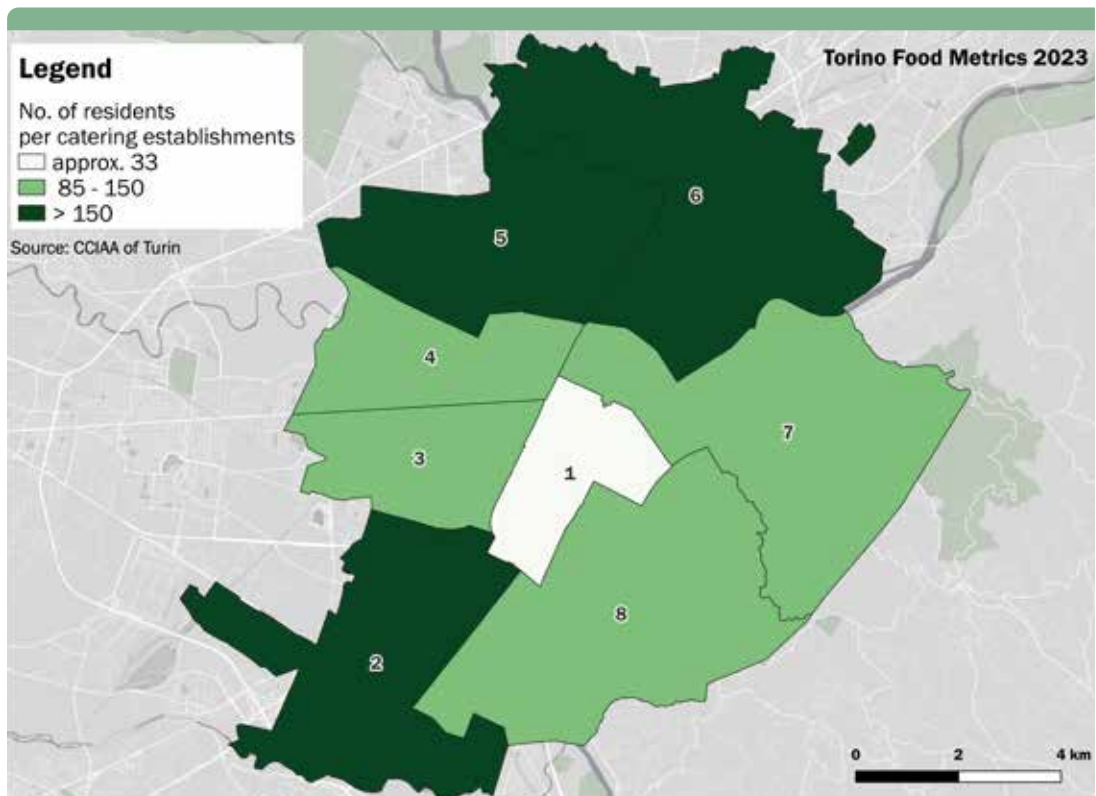 Torino Food Metrics 2023
Legend
No. of residents
per catering establishments
approx. 33
85 - 150
> 150
Source: CCIAA of Turin
6
5
4
7
3
1
8
2
0 2 4 km